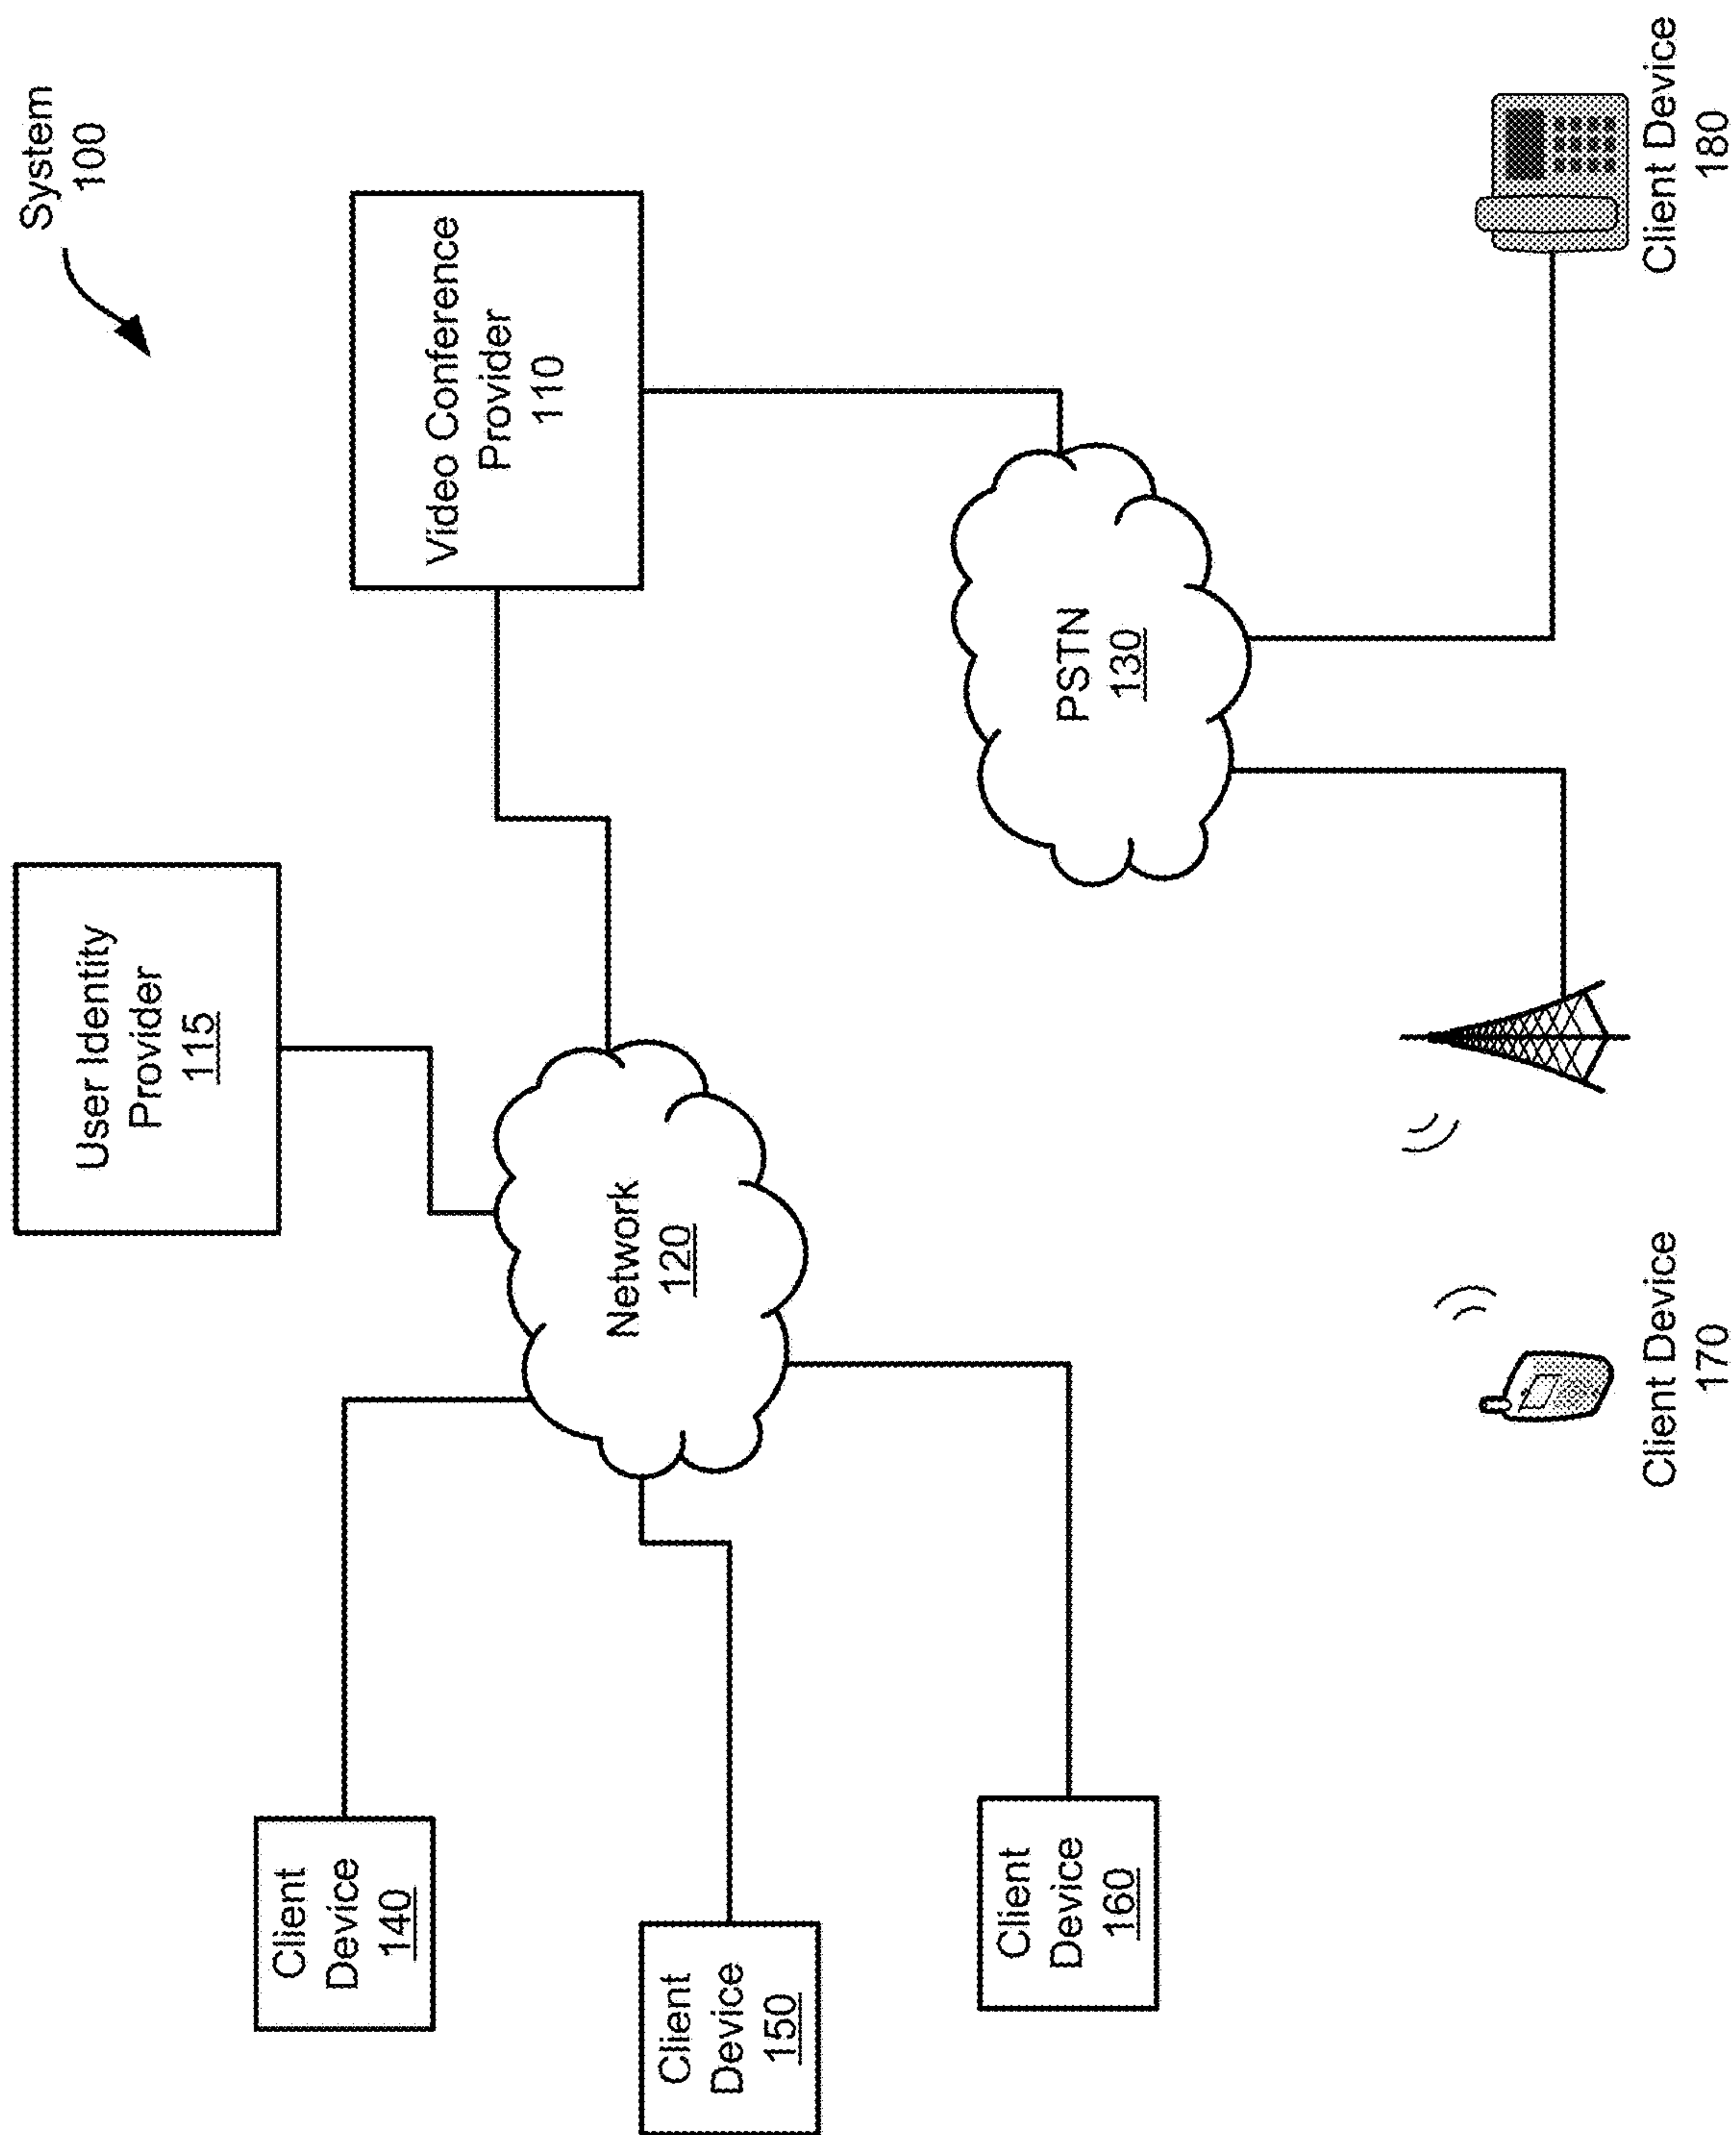 System
100
User Identity
Provider
115
Video Conference
Provider
110
Client
Device
140
Network
120
Client
Device
150
PSTN
130
Client
Device
160
Client Device
170
Client Device
180